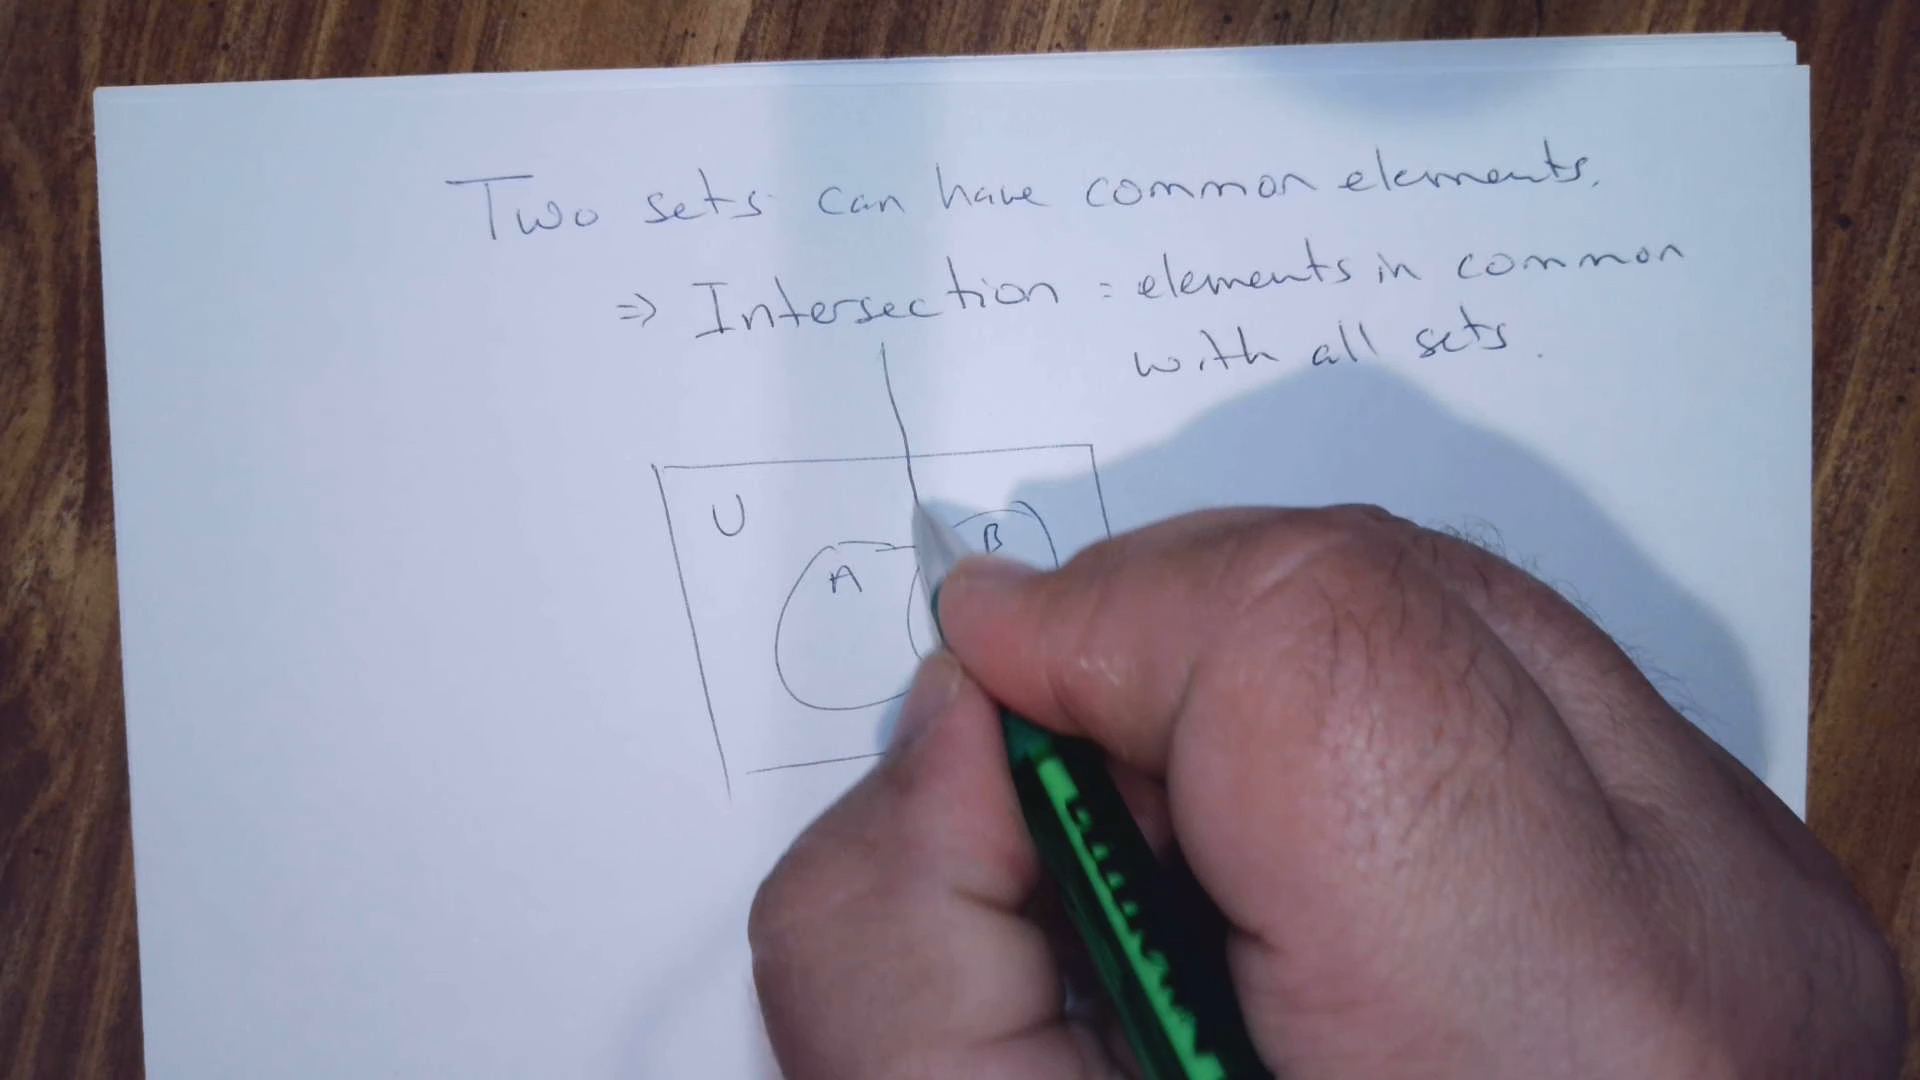 Two sets can have common elements.
⇒ Intersection = elements in common
with all sets.
U
A
B